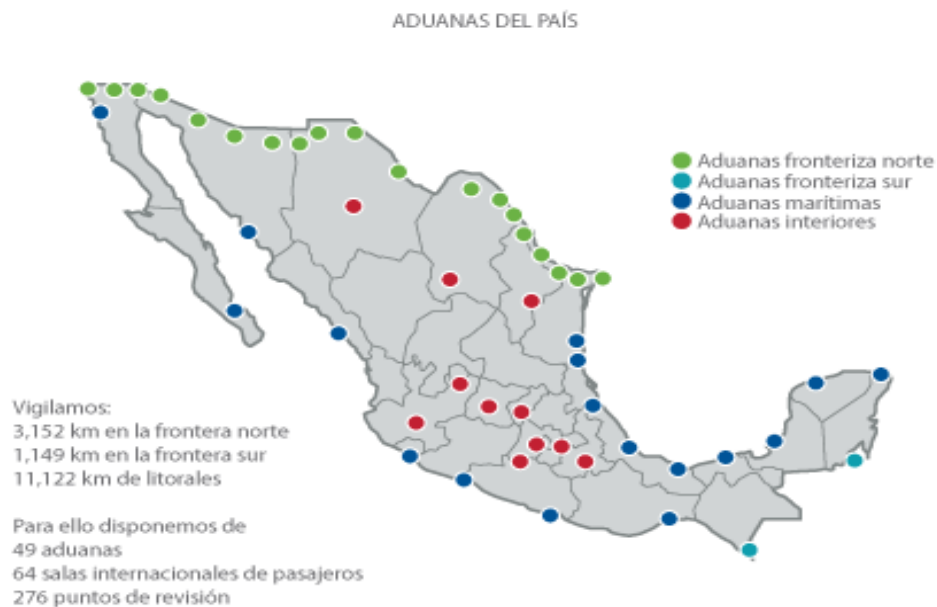 ADUANAS DEL PAÍS
Aduanas fronteriza norte
Aduanas fronteriza sur
Aduanas marítimas
Aduanas interiores
Vigilamos:
3,152 km en la frontera norte
1,149 km en la frontera sur
11,122 km de litorales
Para ello disponemos de
49 aduanas
64 salas internacionales de pasajeros
276 puntos de revisión